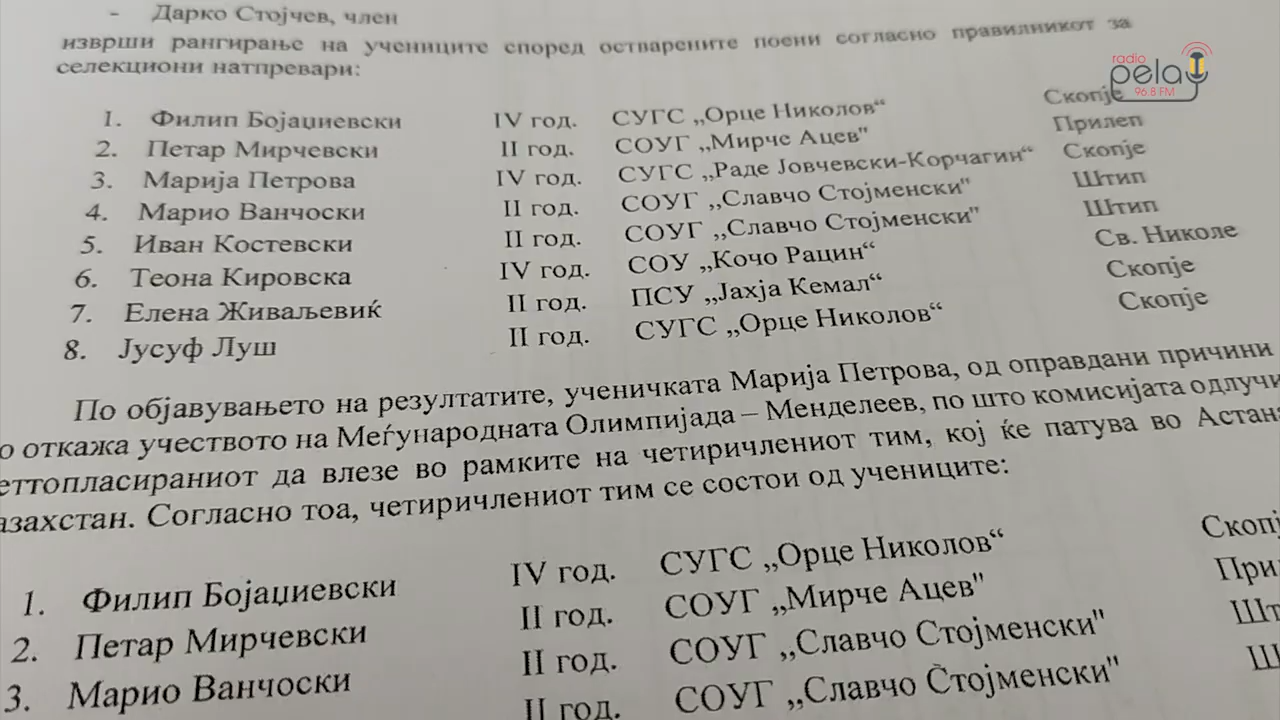 - Дарко Стојчев, член
изврши рангирање на учениците според остварените поени согласно правилникот за
селекциони натпревари:
radio
pela
96.8 FM
1. Филип Бојаџиевски IV год. СУГС „Орце Николов“ Скопје
2. Петар Мирчевски II год. СОУГ ,,Мирче Ацев" Прилеп
3. Марија Петрова IV год. СУГС „Раде Јовчевски-Корчагин“ Скопје
4. Марио Ванчоски II год. СОУГ ,,Славчо Стојменски" Штип
5. Иван Костевски II год. СОУГ ,,Славчо Стојменски" Штип
6. Теона Кировска IV год. СОУ „Кочо Рацин“ Св. Николе
7. Елена Живаљевиќ II год. ПСУ „Јахја Кемал“ Скопје
8. Јусуф Луш II год. СУГС „Орце Николов“ Скопје
По објавувањето на резултатите, ученичката Марија Петрова, од оправдани причини
о откажа учеството на Меѓународната Олимпијада – Менделеев, по што комисијата одлучи
еттопласираниот да влезе во рамките на четиричлениот тим, кој ќе патува во Астана
азахстан. Согласно тоа, четиричлениот тим се состои од учениците:
1. Филип Бојаџиевски IV год. СУГС „Орце Николов“ Скопј
2. Петар Мирчевски II год. СОУГ ,,Мирче Ацев" При
3. Марио Ванчоски II год. СОУГ ,,Славчо Стојменски" Шт
II год. СОУГ ,,Славчо Стојменски" Ш